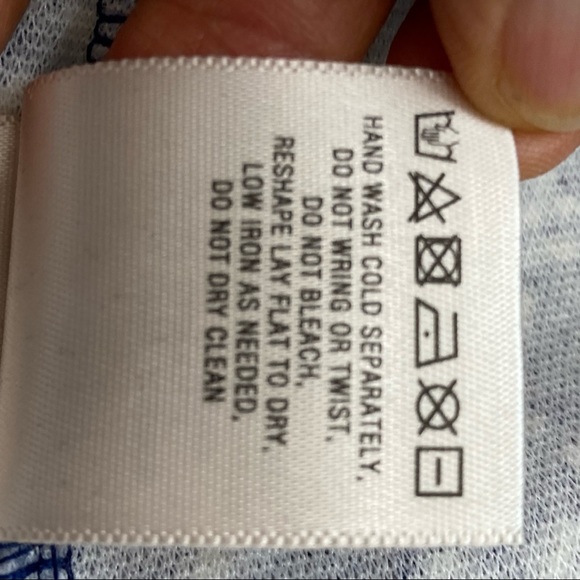 HAND WASH COLD SEPARATELY,
DO NOT WRING OR TWIST,
DO NOT BLEACH,
RESHAPE LAY FLAT TO DRY,
LOW IRON AS NEEDED,
DO NOT DRY CLEAN